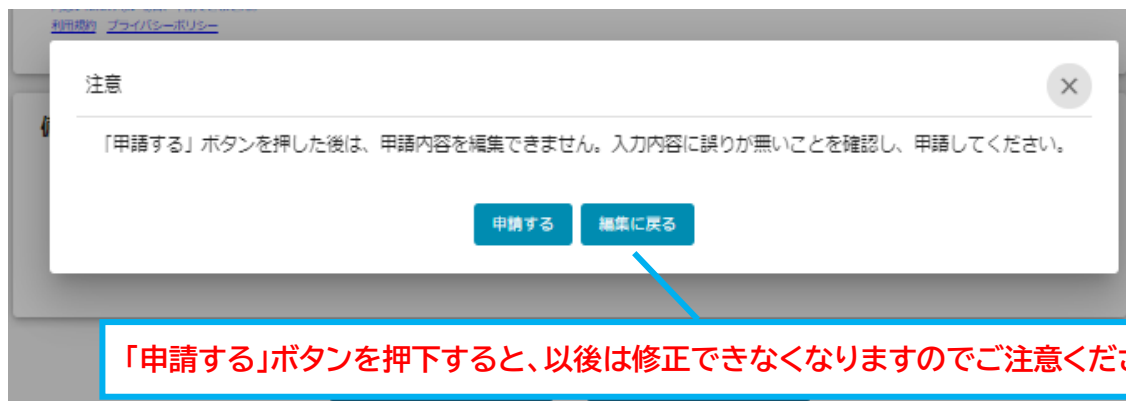 利用規約 プライバシーポリシー
注意
「申請する」ボタンを押した後は、申請内容を編集できません。入力内容に誤りが無いことを確認し、申請してください。
申請する 編集に戻る
「申請する」ボタンを押下すると、以後は修正できなくなりますのでご注意くださ